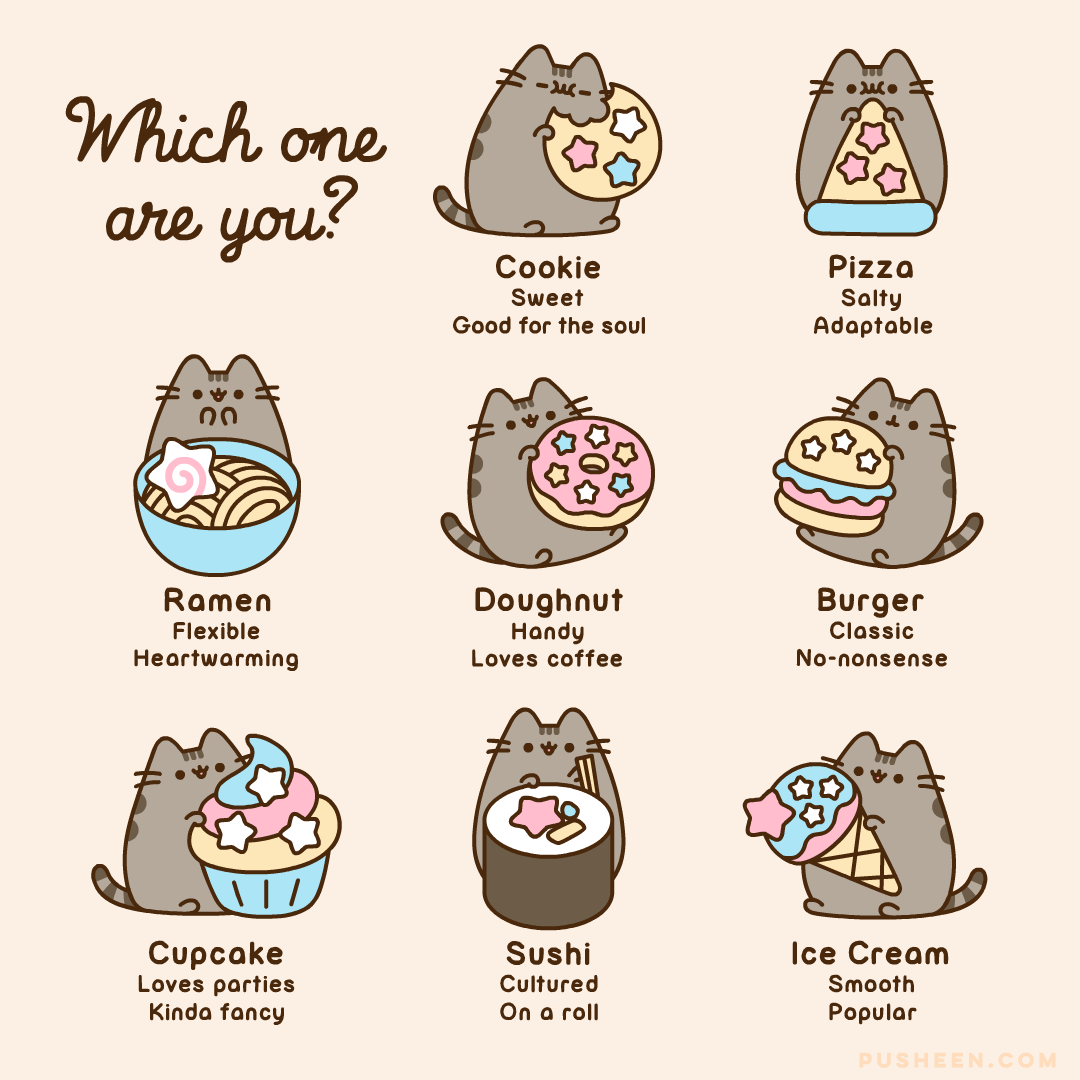 Which one
are you?
Cookie
Sweet
Good for the soul
Pizza
Salty
Adaptable
Ramen
Flexible
Heartwarming
Doughnut
Handy
Loves coffee
Burger
Classic
No-nonsense
Cupcake
Loves parties
Kinda fancy
Sushi
Cultured
On a roll
Ice Cream
Smooth
Popular
PUSHEEN.COM